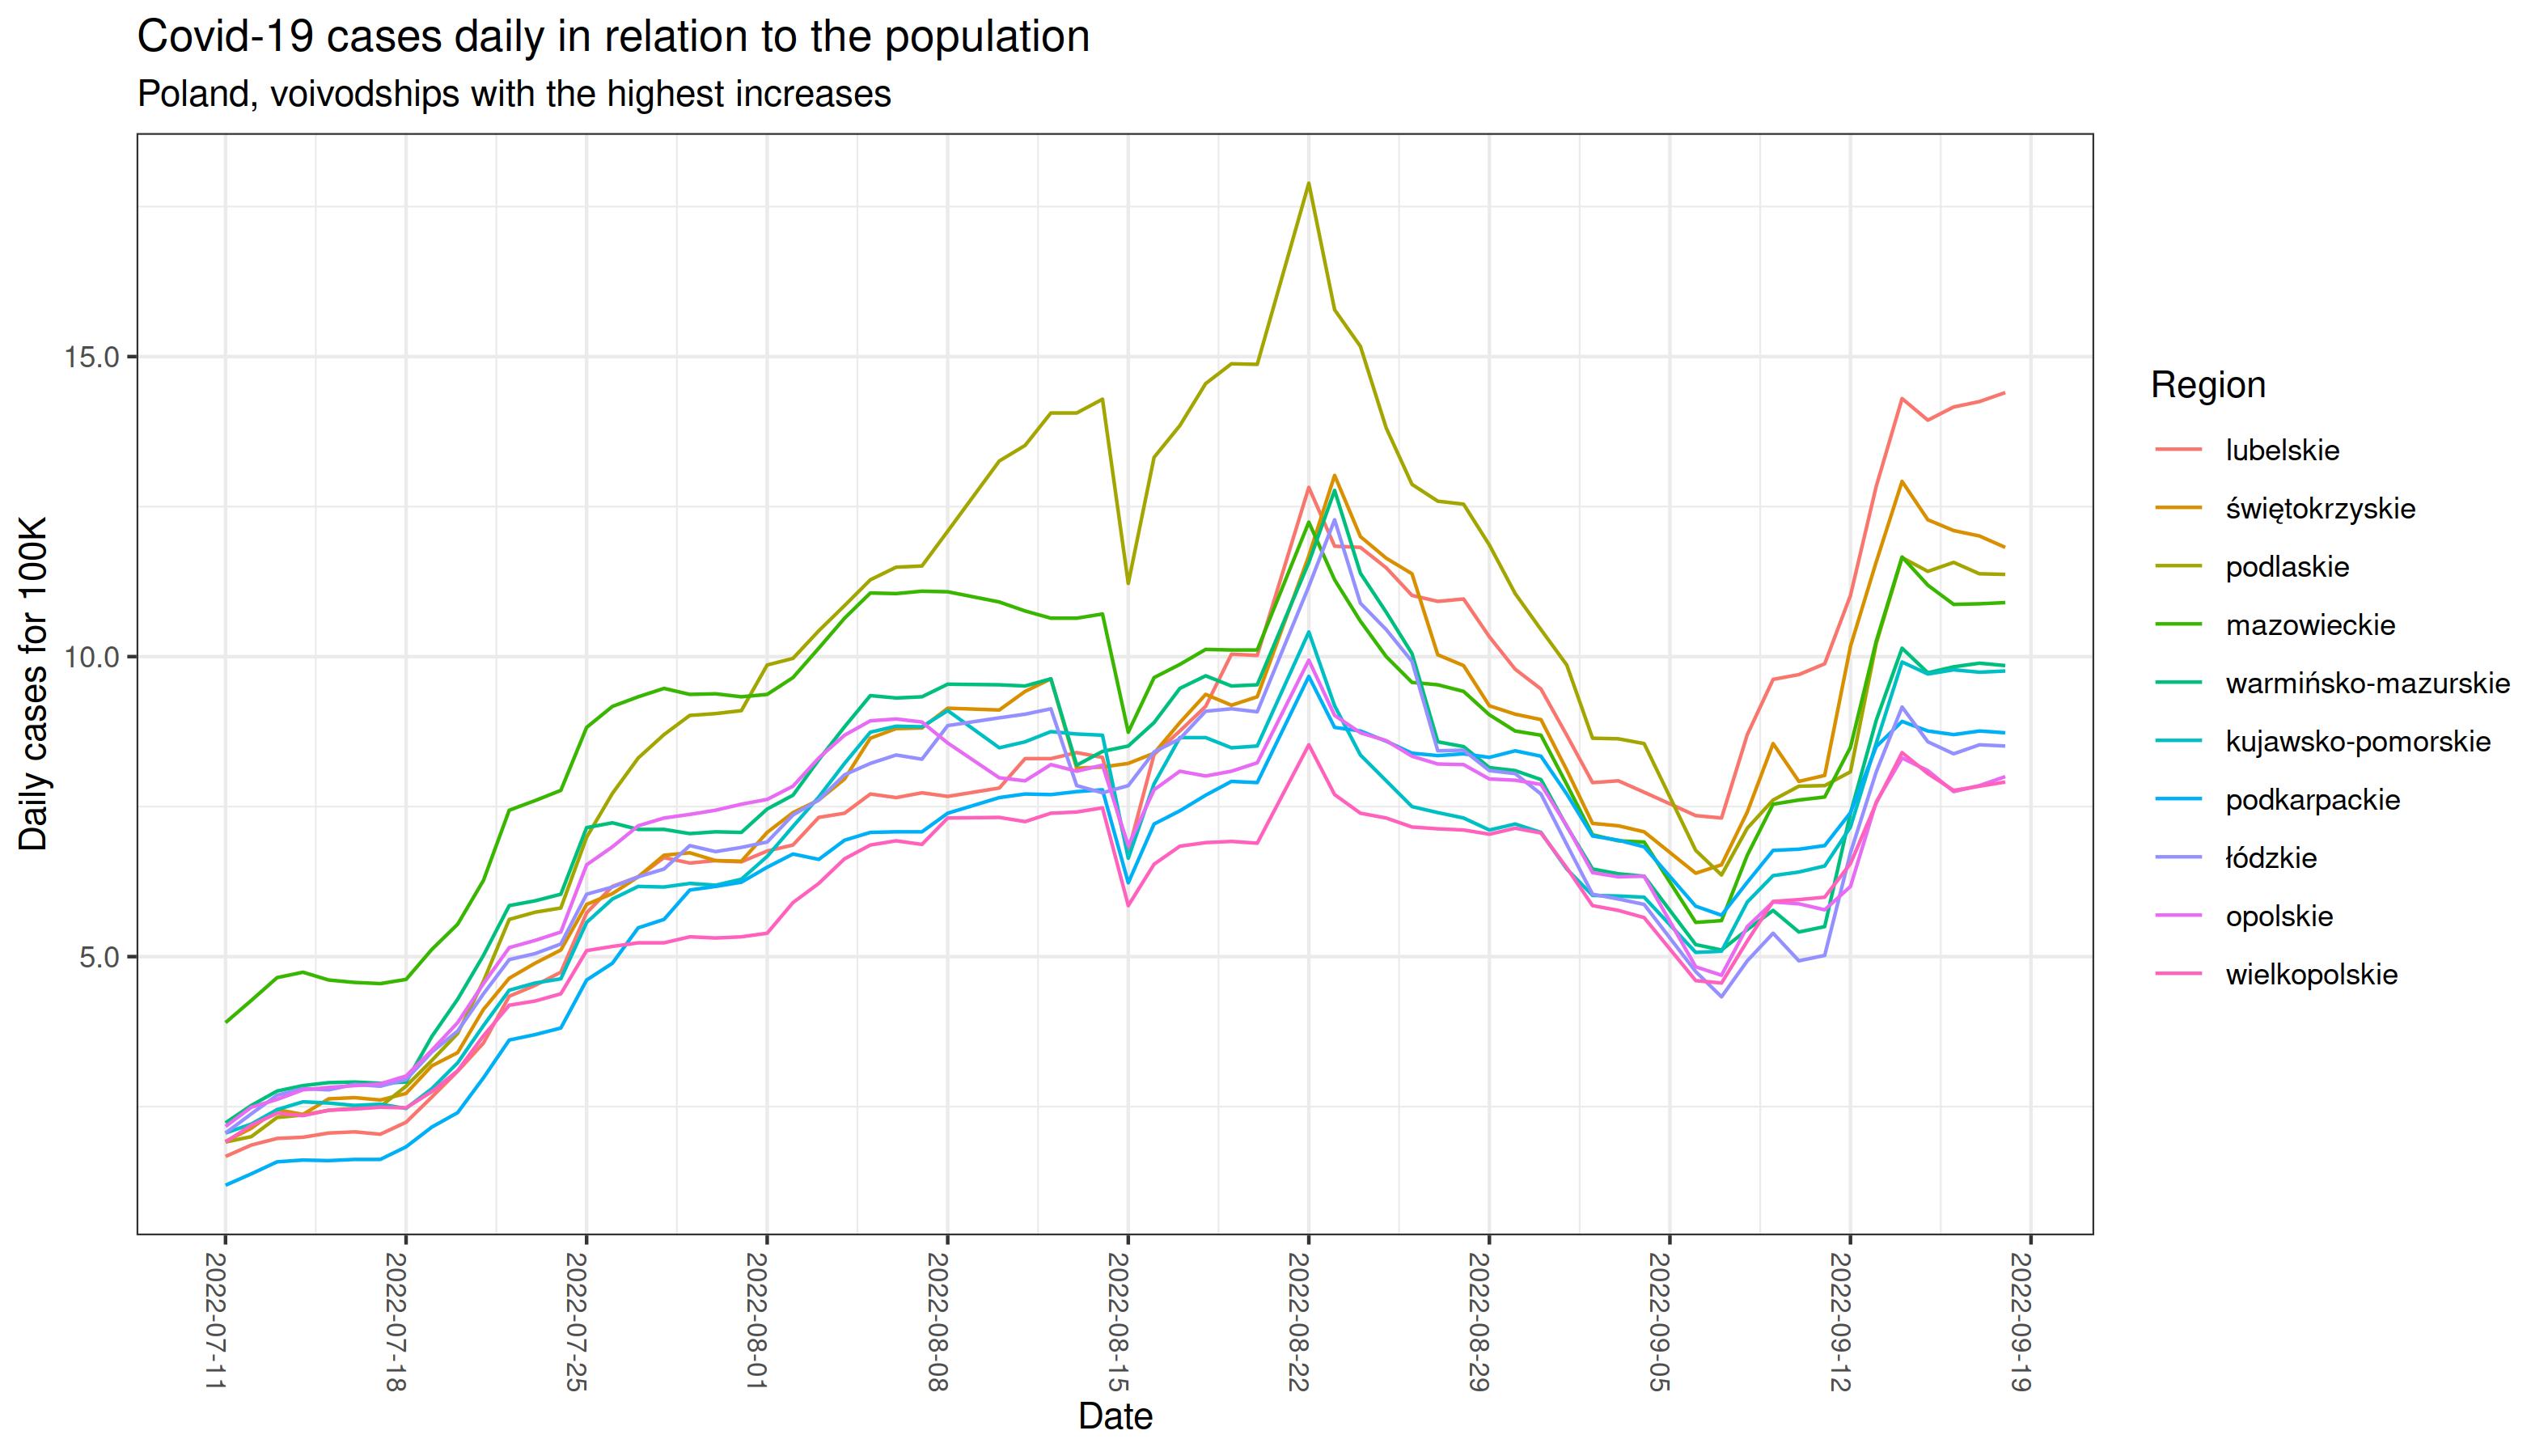 Covid-19 cases daily in relation to the population
Poland, voivodships with the highest increases
Daily cases for 100K
15.0
10.0
5.0
2022-07-11
2022-07-18
2022-07-25
2022-08-01
2022-08-08
2022-08-15
2022-08-22
2022-08-29
2022-09-05
2022-09-12
2022-09-19
Date
Region
lubelskie
świętokrzyskie
podlaskie
mazowieckie
warmińsko-mazurskie
kujawsko-pomorskie
podkarpackie
łódzkie
opolskie
wielkopolskie